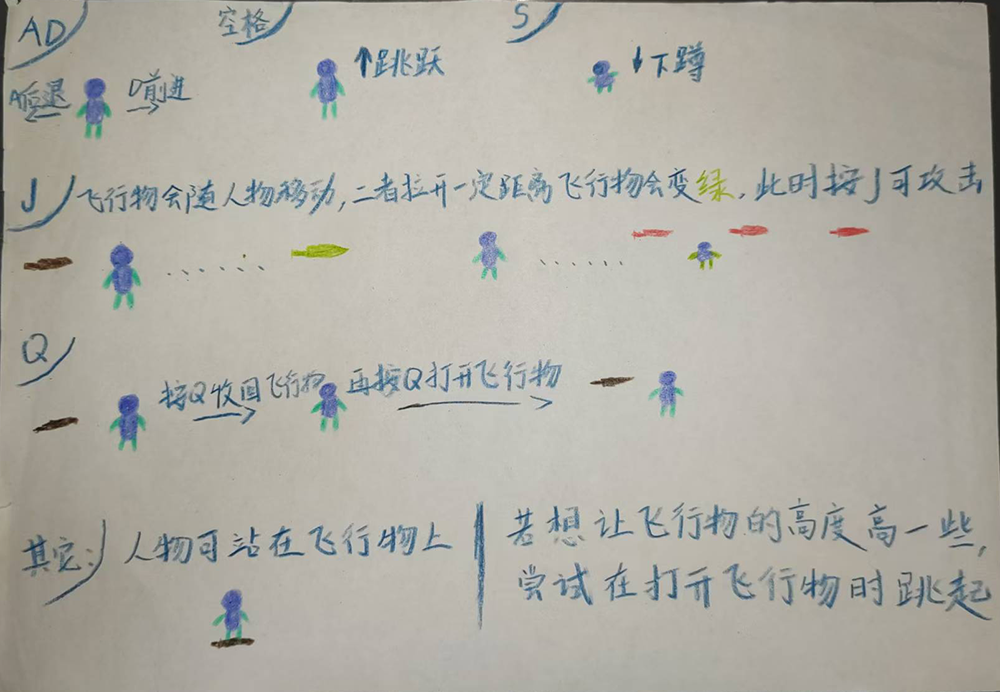 AD 空格 S
A后退 D前进 ↑跳跃 ↓下蹲
J 飞行物会随人物移动,二者拉开一定距离飞行物会变绿,此时按J可攻击
Q
按Q收回飞行物 再按Q打开飞行物
其它: 人物可站在飞行物上
若想让飞行物的高度高一些,
尝试在打开飞行物时跳起